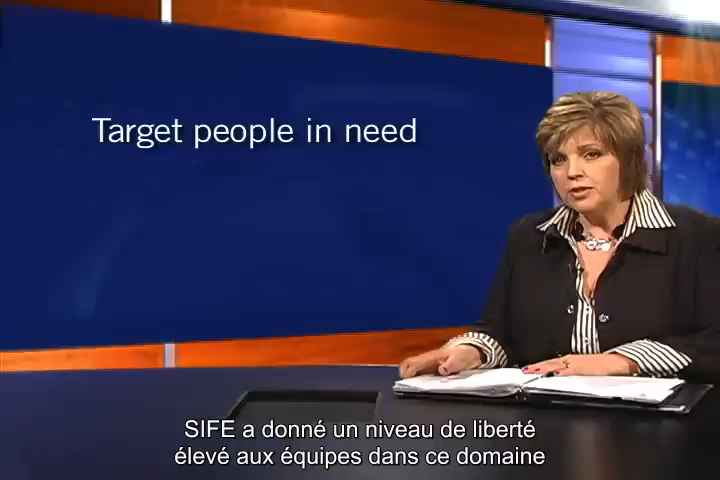 Target people in need
SIFE a donné un niveau de liberté
élevé aux équipes dans ce domaine